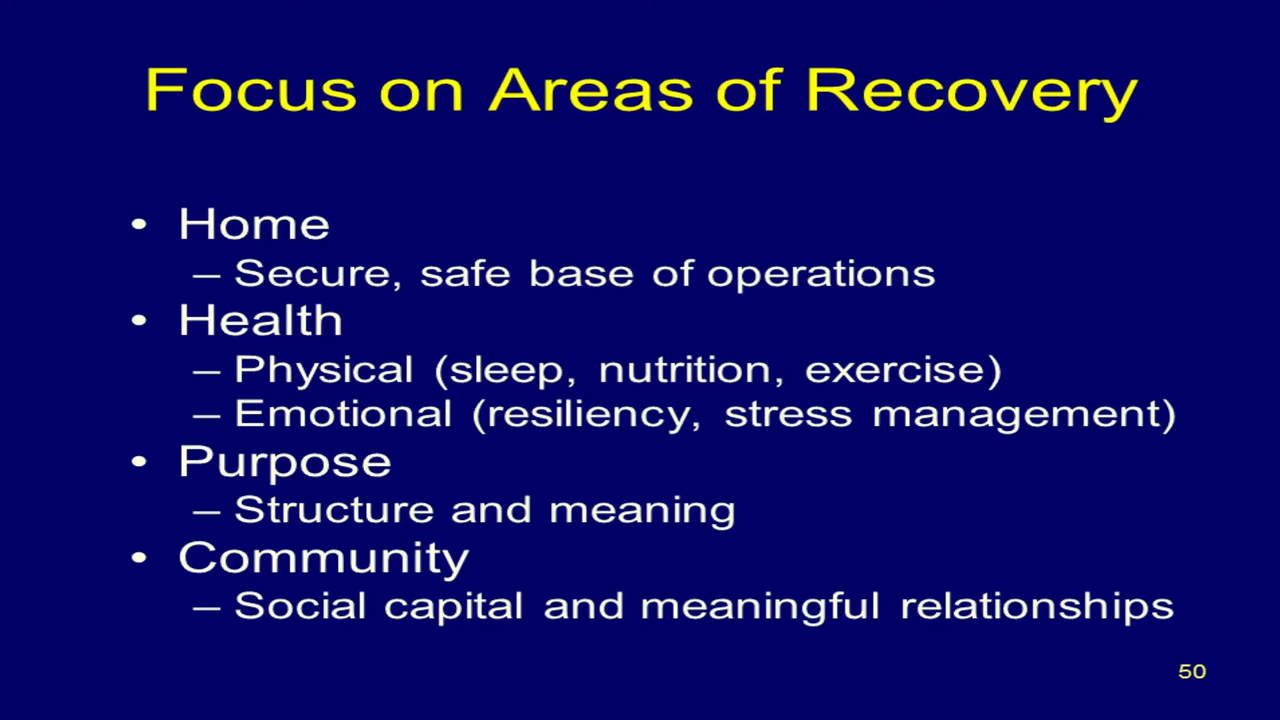 Focus on Areas of Recovery
• Home
– Secure, safe base of operations
• Health
– Physical (sleep, nutrition, exercise)
– Emotional (resiliency, stress management)
• Purpose
– Structure and meaning
• Community
– Social capital and meaningful relationships
50